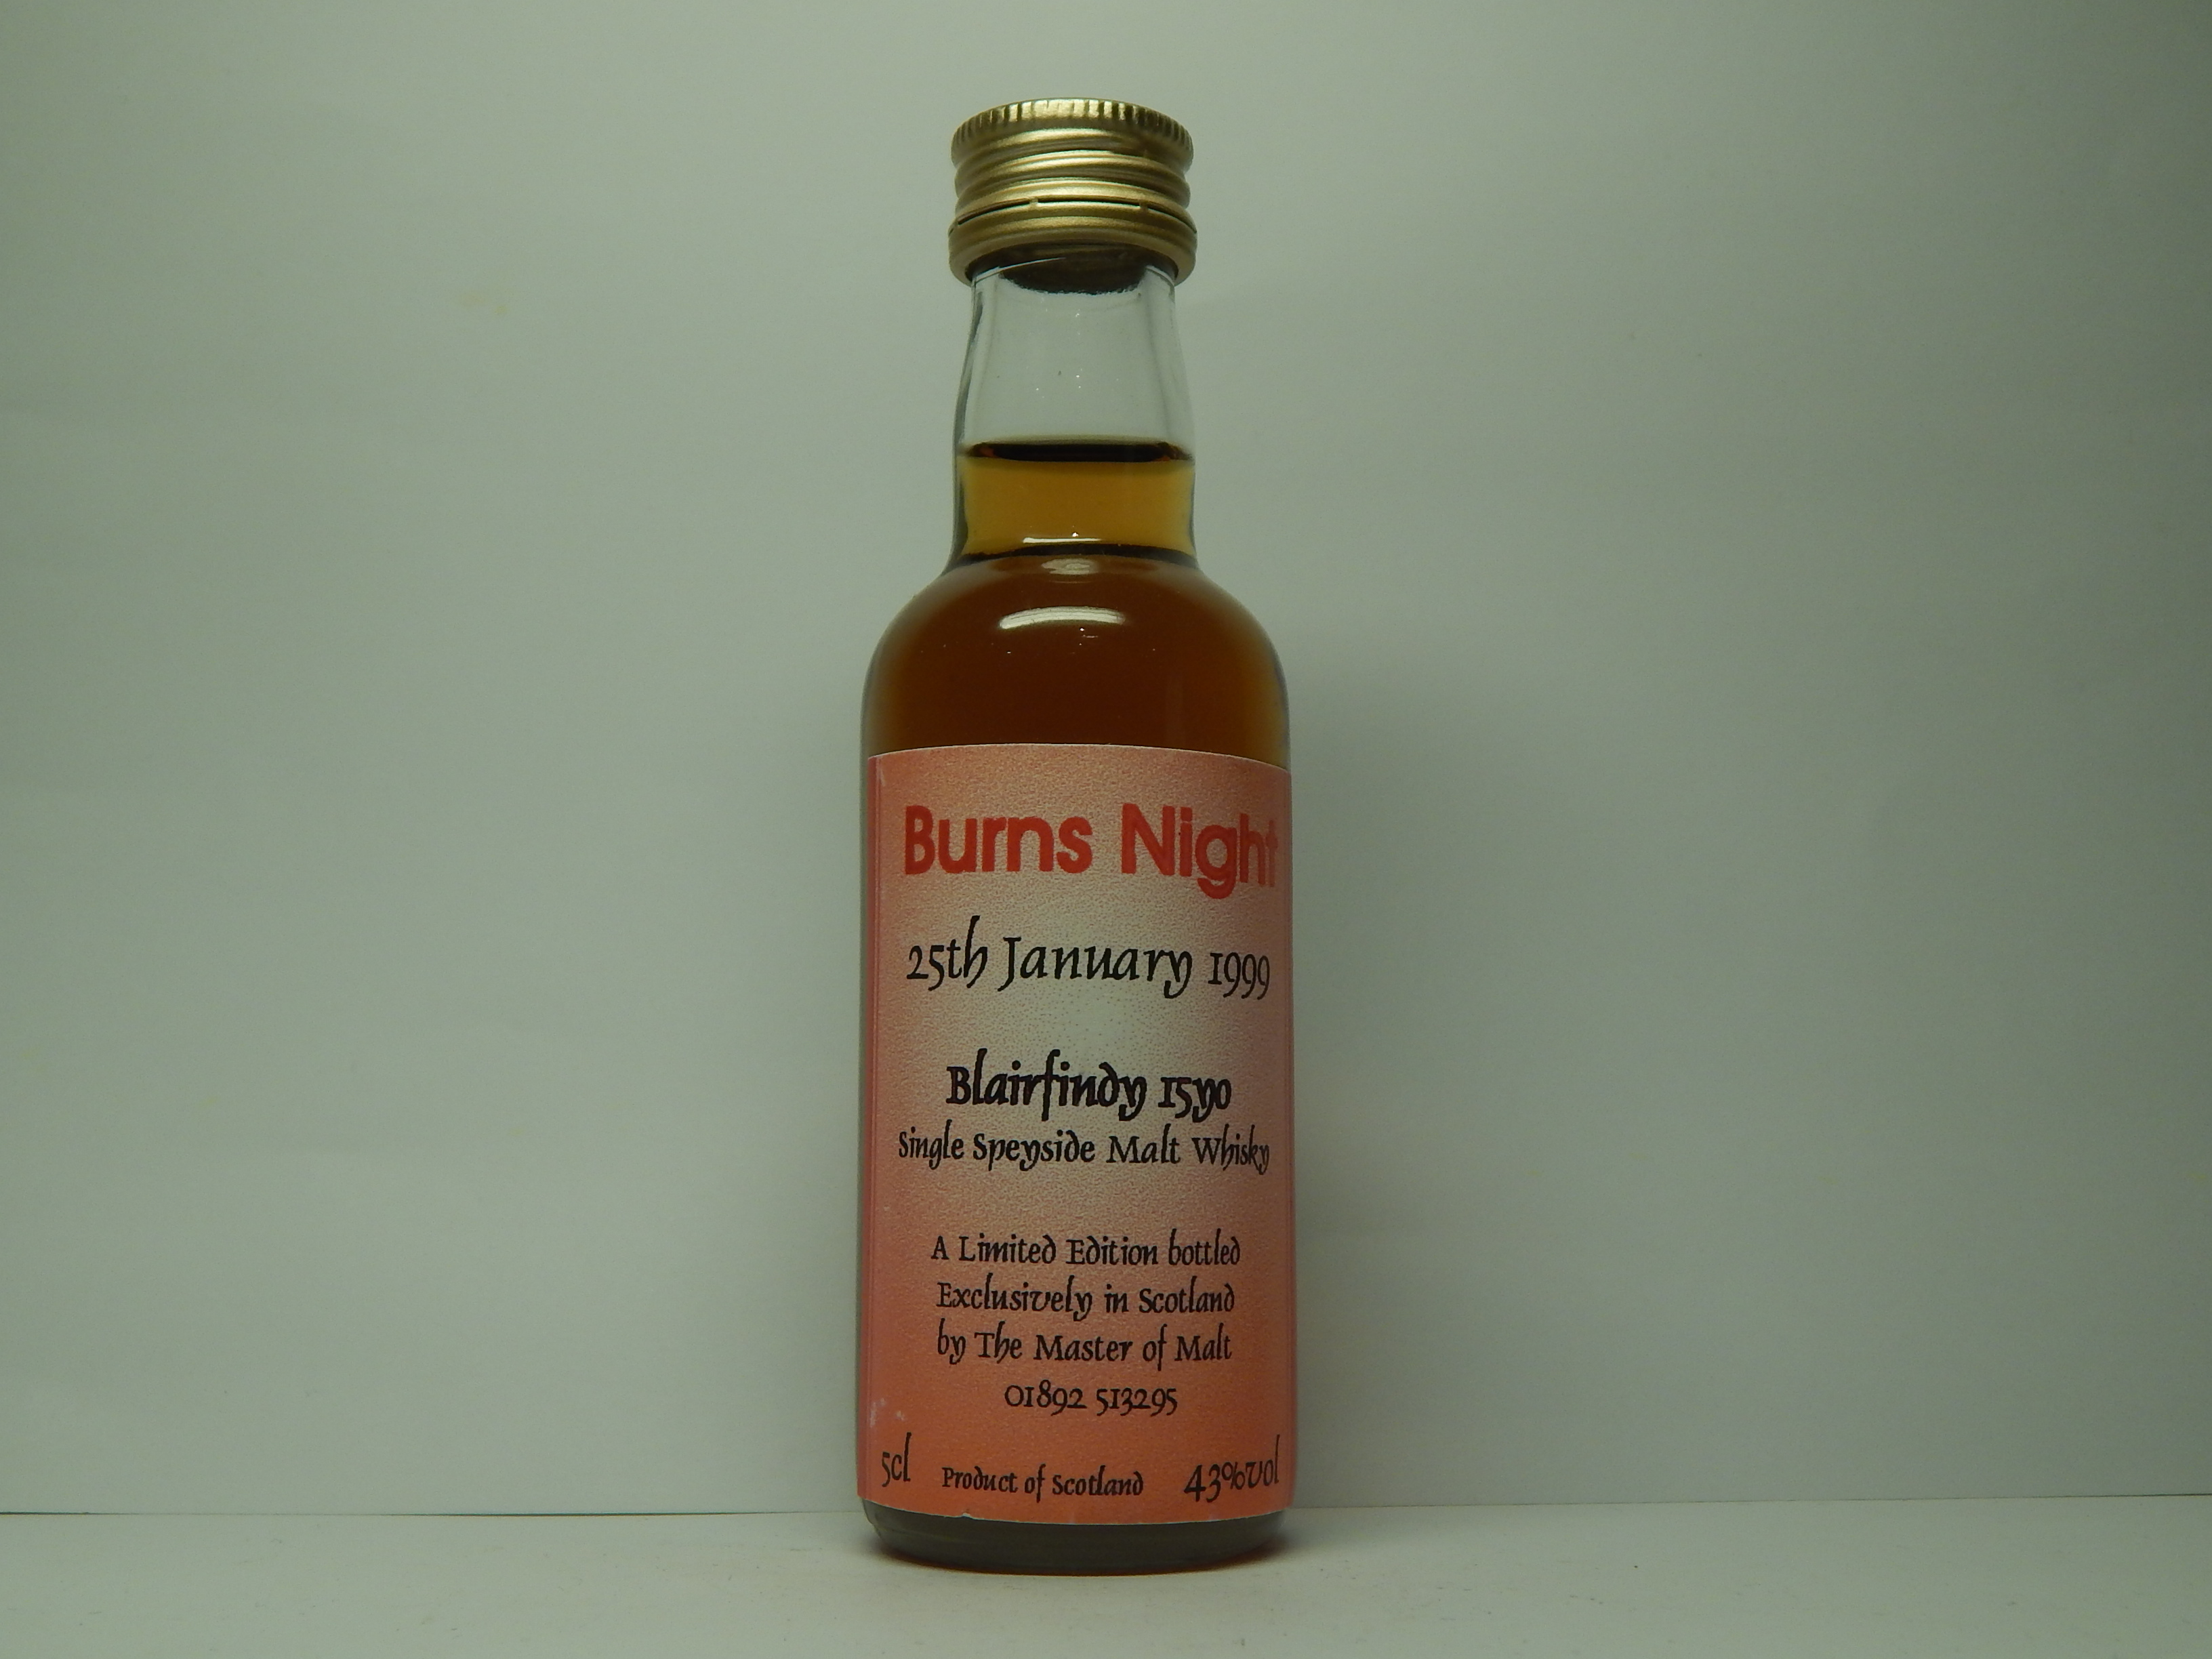 Burns Night
25th January 1999
Blairfindy 15yo
Single Speyside Malt Whisky
A Limited Edition bottled
Exclusively in Scotland
by The Master of Malt
01892 513295
5cl Product of Scotland 43%vol